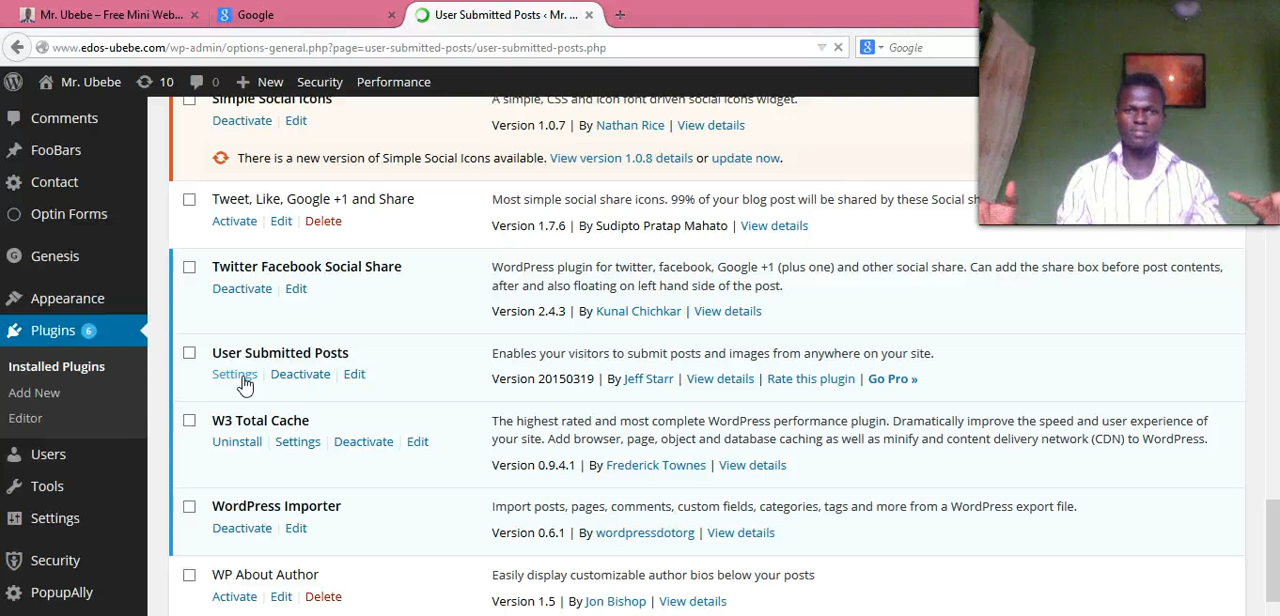 Mr. Ubebe – Free Mini Web...
Google
User Submitted Posts ‹ Mr. ...
www.edos-ubebe.com/wp-admin/options-general.php?page=user-submitted-posts/user-submitted-posts.php
Google
Mr. Ubebe 10 0 New Security Performance
Comments
FooBars
Contact
Optin Forms
Genesis
Appearance
Plugins 6
Installed Plugins
Add New
Editor
Users
Tools
Settings
Security
PopupAlly
Simple Social Icons
Deactivate | Edit
A simple, CSS and icon font driven social icons widget.
Version 1.0.7 | By Nathan Rice | View details
There is a new version of Simple Social Icons available. View version 1.0.8 details or update now.
Tweet, Like, Google +1 and Share
Activate | Edit | Delete
Most simple social share icons. 99% of your blog post will be shared by these Social sh
Version 1.7.6 | By Sudipto Pratap Mahato | View details
Twitter Facebook Social Share
Deactivate | Edit
WordPress plugin for twitter, facebook, Google +1 (plus one) and other social share. Can add the share box before post contents,
after and also floating on left hand side of the post.
Version 2.4.3 | By Kunal Chichkar | View details
User Submitted Posts
Settings | Deactivate | Edit
Enables your visitors to submit posts and images from anywhere on your site.
Version 20150319 | By Jeff Starr | View details | Rate this plugin | Go Pro »
W3 Total Cache
Uninstall | Settings | Deactivate | Edit
The highest rated and most complete WordPress performance plugin. Dramatically improve the speed and user experience of
your site. Add browser, page, object and database caching as well as minify and content delivery network (CDN) to WordPress.
Version 0.9.4.1 | By Frederick Townes | View details
WordPress Importer
Deactivate | Edit
Import posts, pages, comments, custom fields, categories, tags and more from a WordPress export file.
Version 0.6.1 | By wordpressdotorg | View details
WP About Author
Activate | Edit | Delete
Easily display customizable author bios below your posts
Version 1.5 | By Jon Bishop | View details